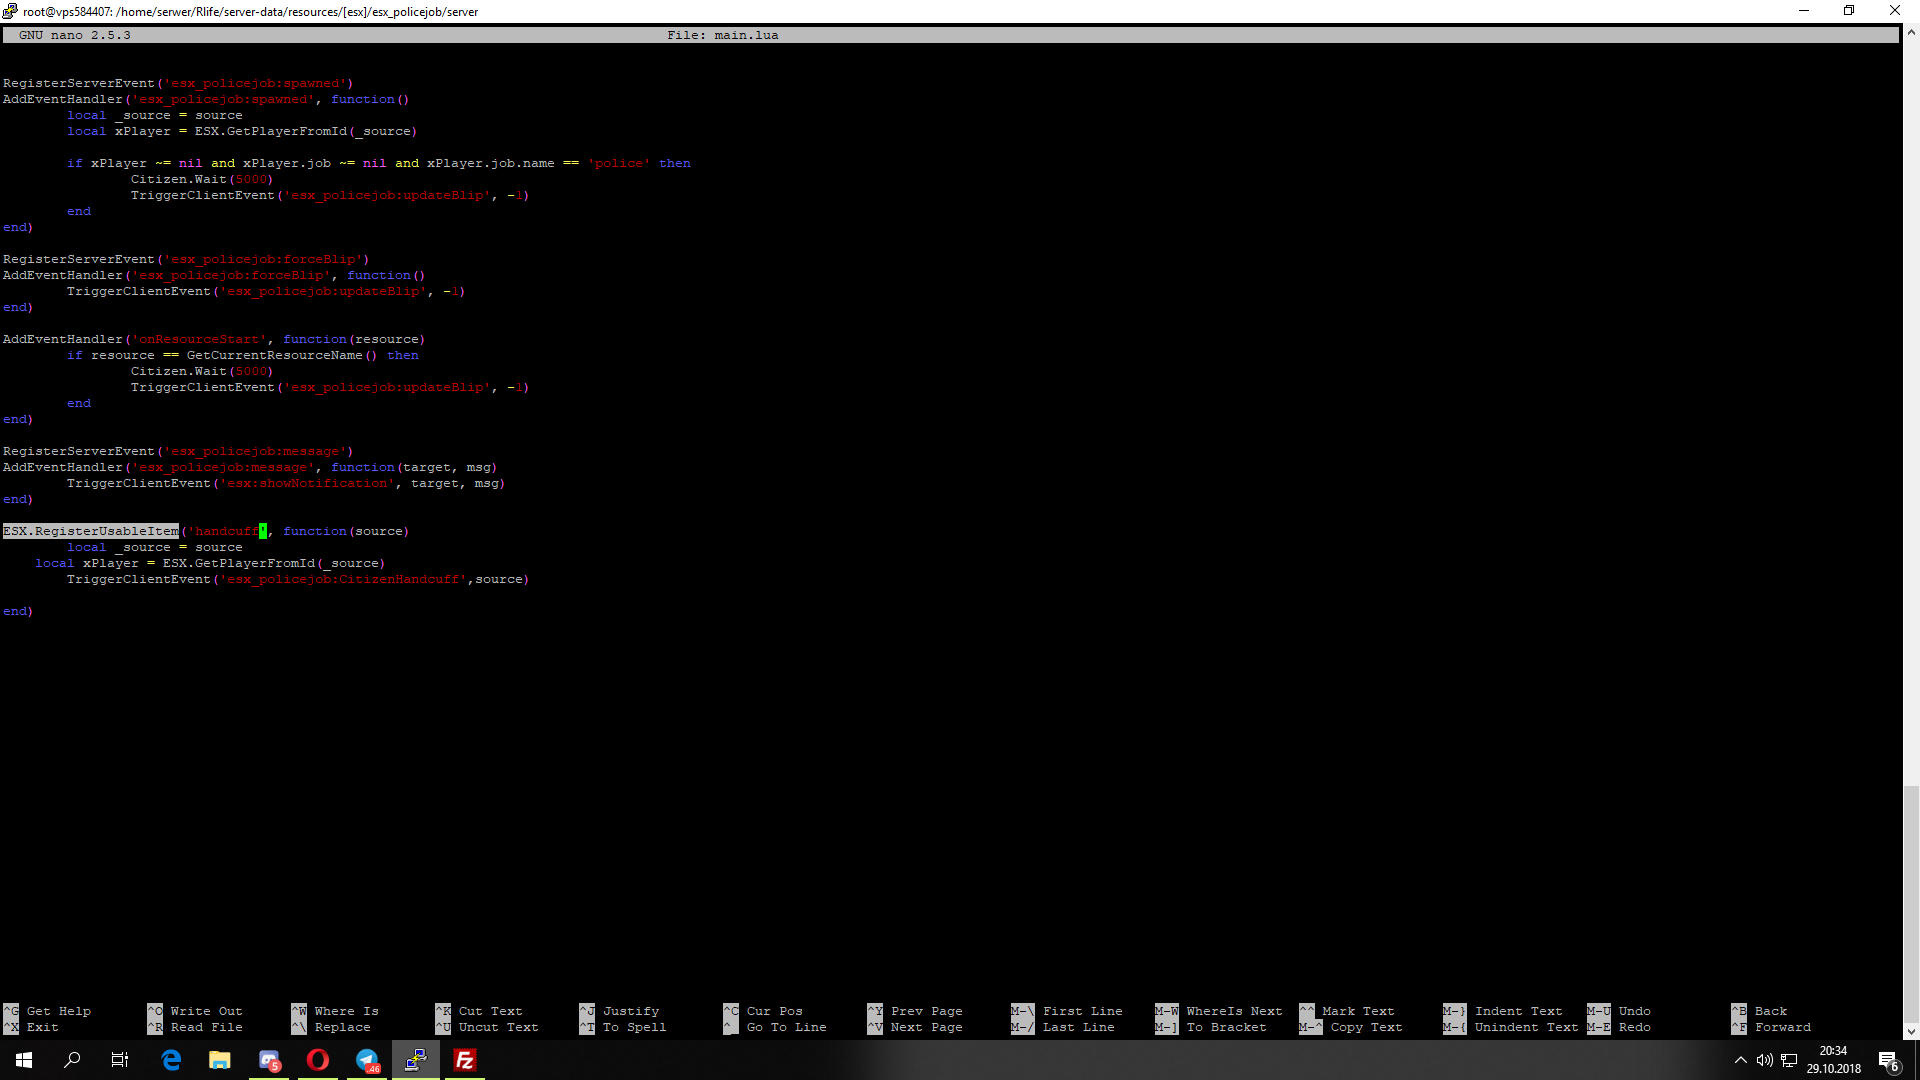 root@vps584407: /home/serwer/Rlife/server-data/resources/[esx]/esx_policejob/server
GNU nano 2.5.3 File: main.lua
RegisterServerEvent('esx_policejob:spawned')
AddEventHandler('esx_policejob:spawned', function()
local _source = source
local xPlayer = ESX.GetPlayerFromId(_source)
if xPlayer ~= nil and xPlayer.job ~= nil and xPlayer.job.name == 'police' then
Citizen.Wait(5000)
TriggerClientEvent('esx_policejob:updateBlip', -1)
end
end)
RegisterServerEvent('esx_policejob:forceBlip')
AddEventHandler('esx_policejob:forceBlip', function()
TriggerClientEvent('esx_policejob:updateBlip', -1)
end)
AddEventHandler('onResourceStart', function(resource)
if resource == GetCurrentResourceName() then
Citizen.Wait(5000)
TriggerClientEvent('esx_policejob:updateBlip', -1)
end
end)
RegisterServerEvent('esx_policejob:message')
AddEventHandler('esx_policejob:message', function(target, msg)
TriggerClientEvent('esx:showNotification', target, msg)
end)
ESX.RegisterUsableItem('handcuff', function(source)
local _source = source
local xPlayer = ESX.GetPlayerFromId(_source)
TriggerClientEvent('esx_policejob:CitizenHandcuff',source)
end)
^G Get Help ^O Write Out ^W Where Is ^K Cut Text ^J Justify ^C Cur Pos ^Y Prev Page M-\ First Line M-W WhereIs Next ^^ Mark Text M-} Indent Text M-U Undo ^B Back
^X Exit ^R Read File ^\ Replace ^U Uncut Text ^T To Spell ^_ Go To Line ^V Next Page M-/ Last Line M-] To Bracket M-^ Copy Text M-{ Unindent Text M-E Redo ^F Forward
5
46
20:34
29.10.2018
6